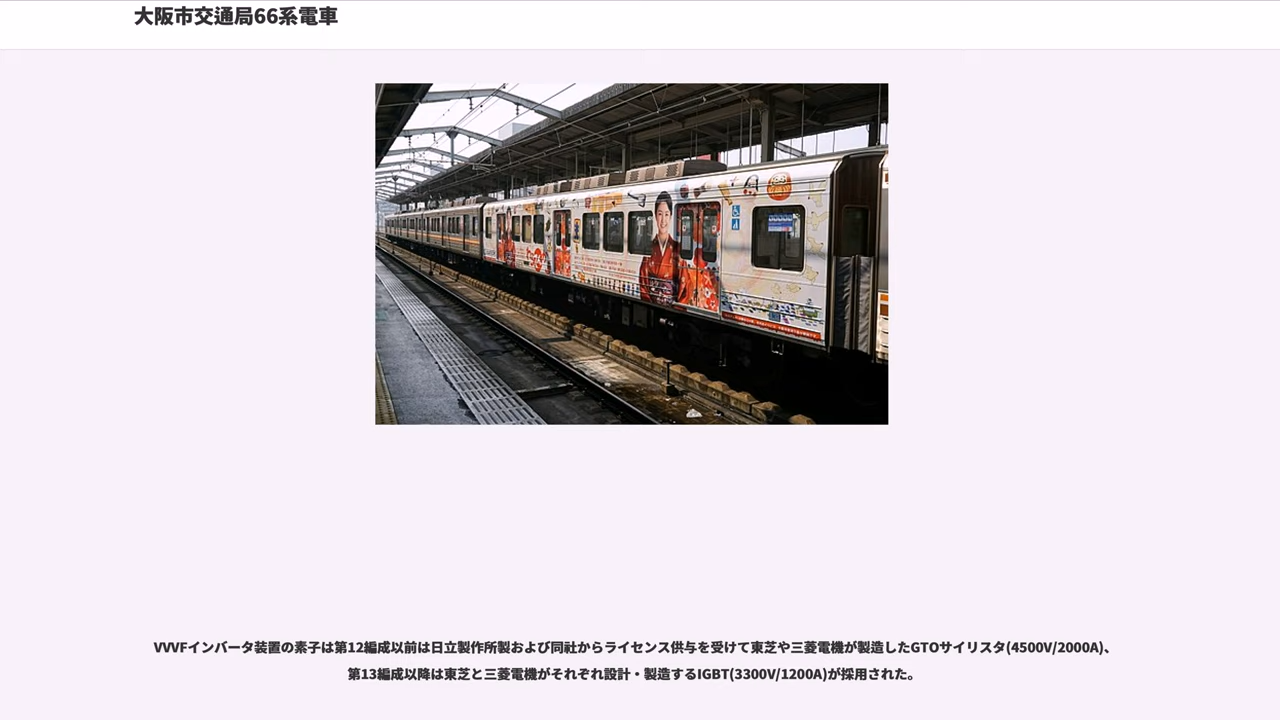 大阪市交通局66系電車
VVVFインバータ装置の素子は第12編成以前は日立製作所製および同社からライセンス供与を受けて東芝や三菱電機が製造したGTOサイリスタ(4500V/2000A)、
第13編成以降は東芝と三菱電機がそれぞれ設計・製造するIGBT(3300V/1200A)が採用された。